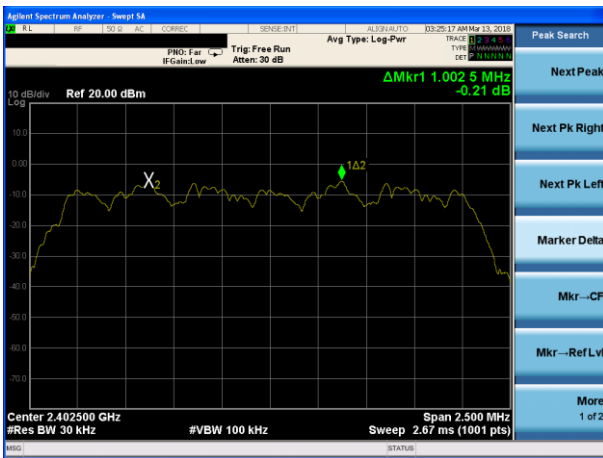 Agilent Spectrum Analyzer - Swept SA
RL RF 50 Ω AC CORREC SENSE:INT ALIGNAUTO 03:25:17 AM Mar 13, 2018
Avg Type: Log-Pwr TRACE 1 2 3 4 5 6
PNO: Far Trig: Free Run TYPE M W W W W W
IFGain:Low Atten: 30 dB DET P N N N N N
ΔMkr1 1.002 5 MHz
-0.21 dB
10 dB/div Ref 20.00 dBm
Log
10.0
0.00
1Δ2
X2
-10.0
-20.0
-30.0
-40.0
-50.0
-60.0
-70.0
Center 2.402500 GHz Span 2.500 MHz
#Res BW 30 kHz #VBW 100 kHz Sweep 2.67 ms (1001 pts)
MSG STATUS
Peak Search
Next Peak
Next Pk Right
Next Pk Left
Marker Delta
Mkr→CF
Mkr→Ref Lvl
More
1 of 2